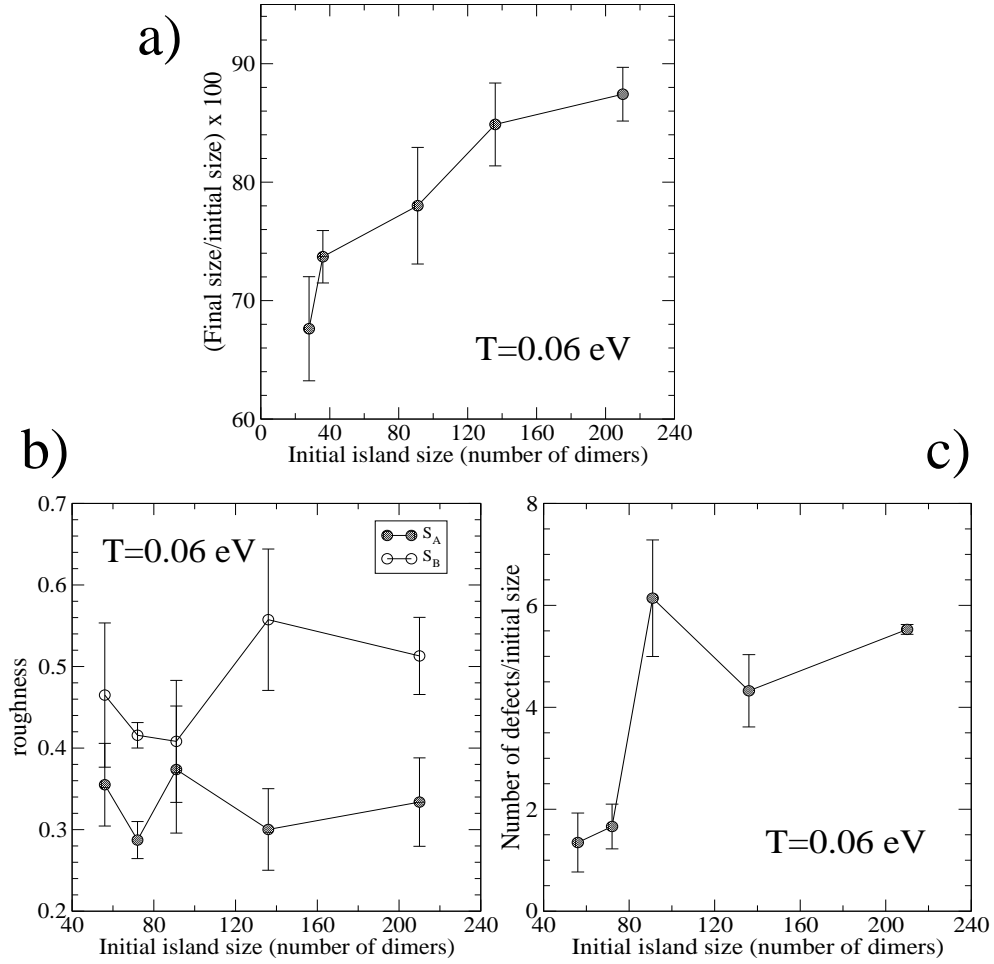 a)
(Final size/initial size) x 100
90
80
70
60
T=0.06 eV
0 40 80 120 160 200 240
Initial island size (number of dimers)
b)
roughness
0.7
0.6
0.5
0.4
0.3
0.2
T=0.06 eV
S_A
S_B
40 80 120 160 200 240
Initial island size (number of dimers)
c)
Number of defects/initial size
8
6
4
2
0
T=0.06 eV
40 80 120 160 200 240
Initial island size (number of dimers)